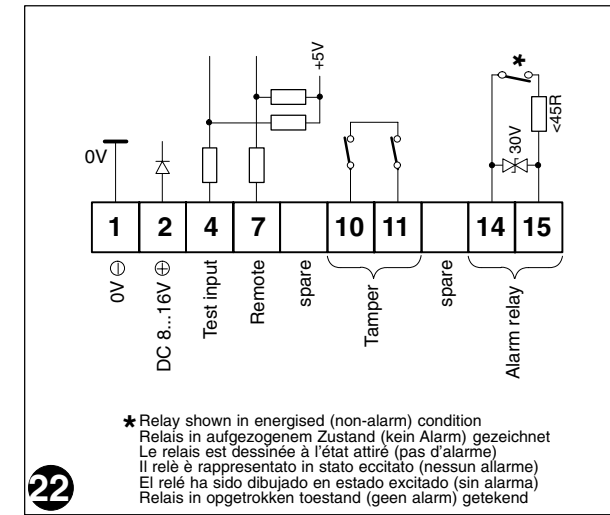 +5V
*
<45R
30V
0V
1 2 4 7 10 11 14 15
0V ⊖
DC 8...16V ⊕
Test input
Remote
spare
Tamper
spare
Alarm relay
* Relay shown in energised (non-alarm) condition
Relais in aufgezogenem Zustand (kein Alarm) gezeichnet
Le relais est dessinée à l'état attiré (pas d'alarme)
Il relè è rappresentato in stato eccitato (nessun allarme)
El relé ha sido dibujado en estado excitado (sin alarma)
Relais in opgetrokken toestand (geen alarm) getekend
22